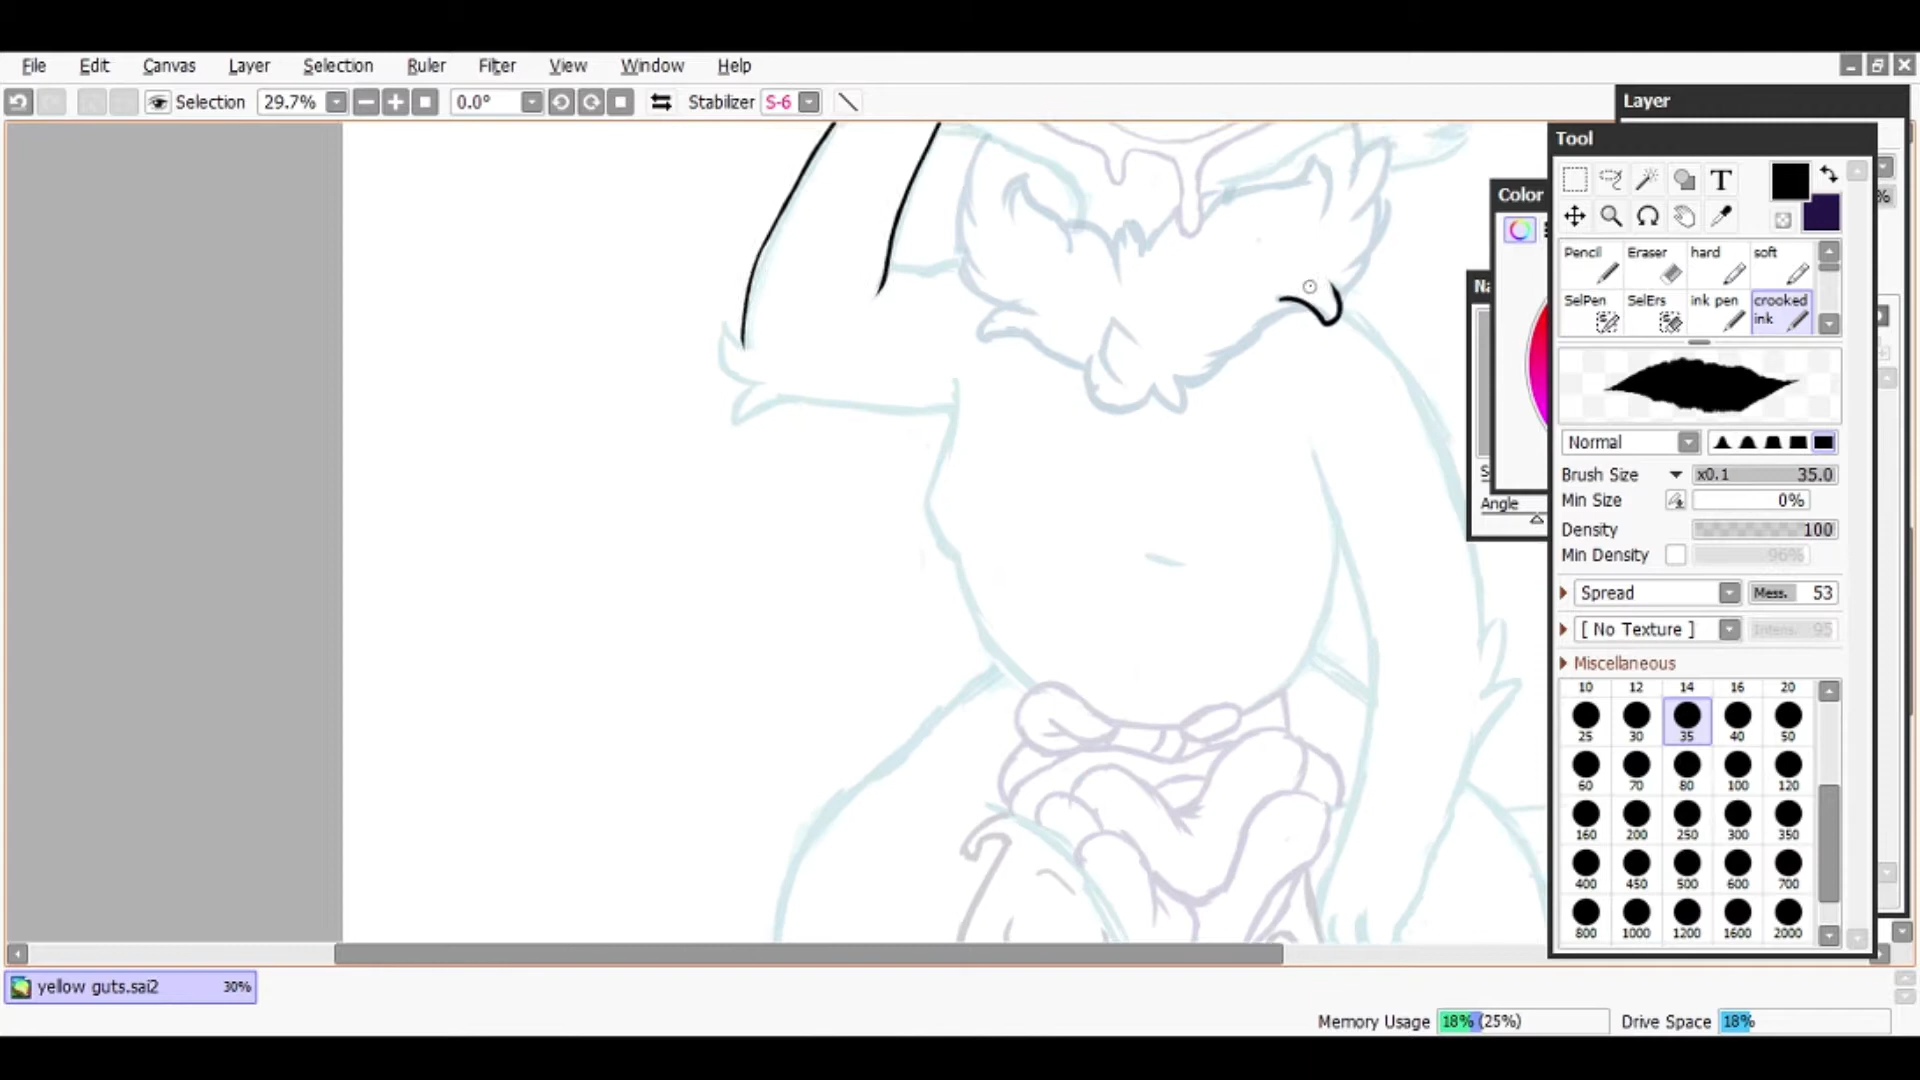 File Edit Canvas Layer Selection Ruler Filter View Window Help
Selection 29.7% 0.0° Stabilizer S-6
Layer
Tool
%
Color
T
Pencil Eraser hard soft
SelPen SelErs ink pen crooked ink
Normal
Brush Size x0.1 35.0
Min Size 0%
Angle
Density 100
Min Density 96%
Spread Mess. 53
[ No Texture ] Intens. 95
Miscellaneous
10 12 14 16 20
25 30 35 40 50
60 70 80 100 120
160 200 250 300 350
400 450 500 600 700
800 1000 1200 1600 2000
yellow guts.sai2 30%
Memory Usage 18% (25%) Drive Space 18%